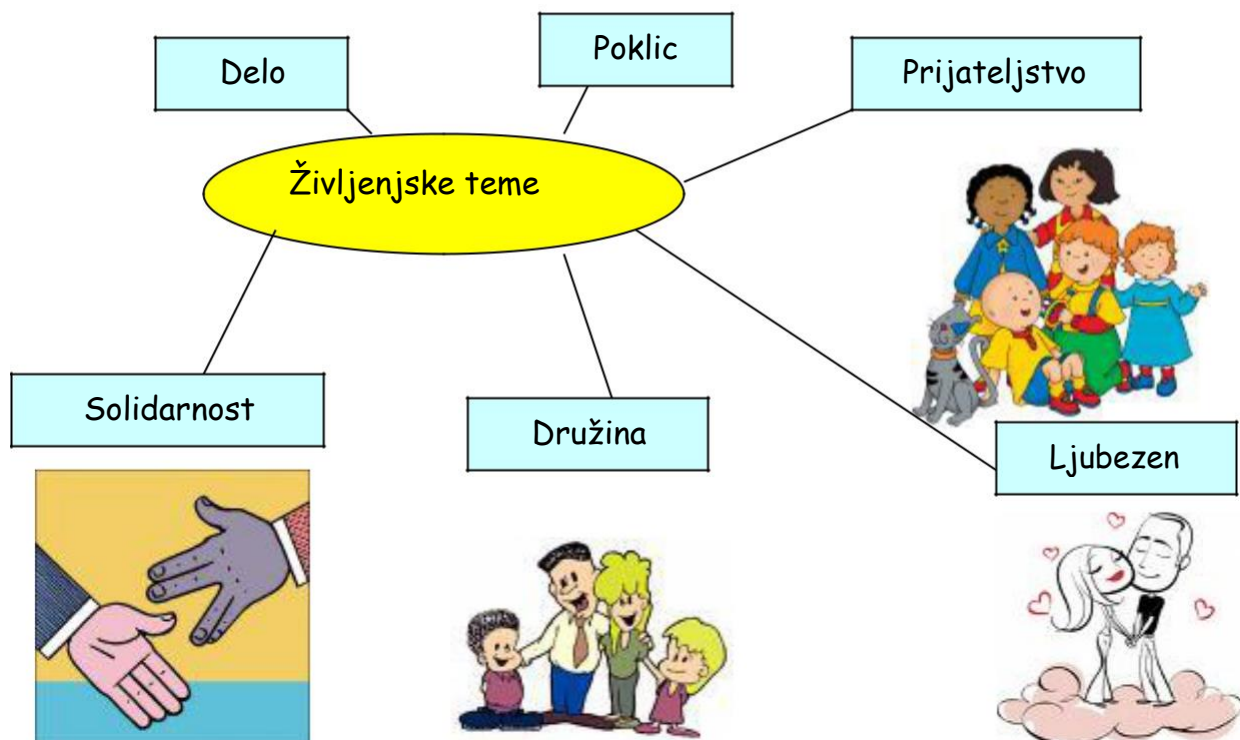 Delo
Poklic
Prijateljstvo
Življenjske teme
Solidarnost
Družina
Ljubezen